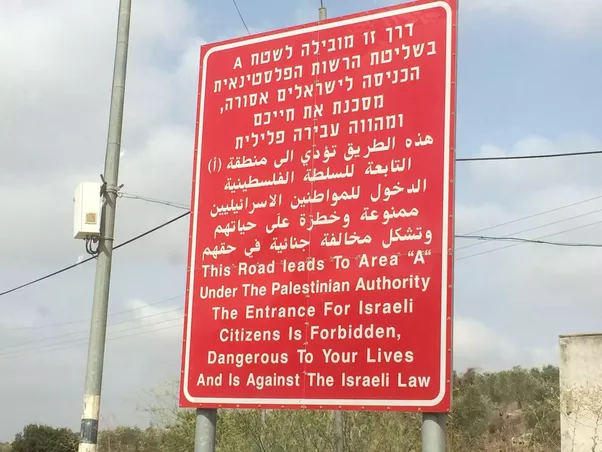 דרך זו מובילה לשטח A
בשליטת הרשות הפלסטינאית
הכניסה לישראלים אסורה,
מסכנת את חייכם
ומהווה עבירה פלילית
هذه الطريق تؤدي الى منطقة (أ)
التابعة للسلطة الفلسطينية
الدخول للمواطنين الاسرائيليين
ممنوعة وخطرة على حياتهم
وتشكل مخالفة جنائية في حقهم
This Road leads To Area "A"
Under The Palestinian Authority
The Entrance For Israeli
Citizens Is Forbidden,
Dangerous To Your Lives
And Is Against The Israeli Law